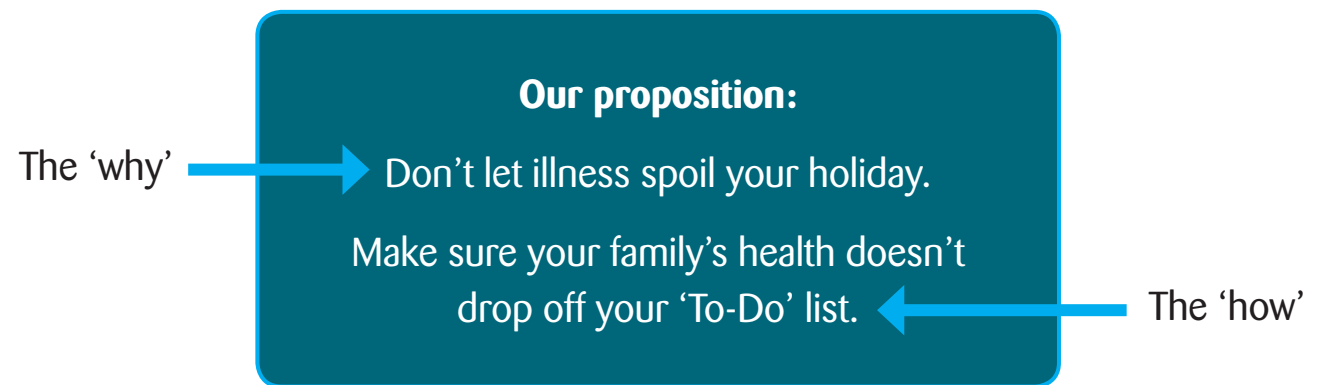 Our proposition:
The ‘why’
Don’t let illness spoil your holiday.
Make sure your family’s health doesn’t
drop off your ‘To-Do’ list.
The ‘how’